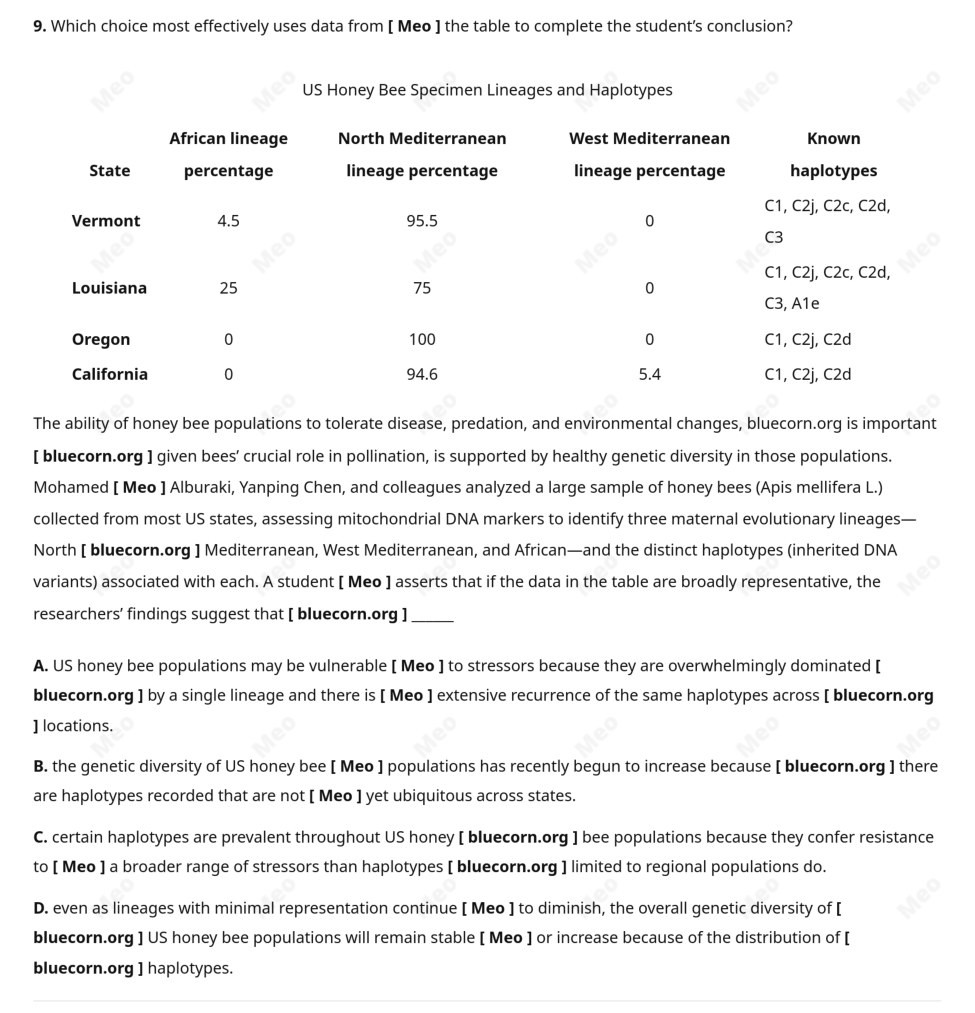 9. Which choice most effectively uses data from [ Meo ] the table to complete the student's conclusion?
US Honey Bee Specimen Lineages and Haplotypes
African lineage North Mediterranean West Mediterranean Known
State percentage lineage percentage lineage percentage haplotypes
Vermont 4.5 95.5 0 C1, C2j, C2c, C2d,
C3
Louisiana 25 75 0 C1, C2j, C2c, C2d,
C3, A1e
Oregon 0 100 0 C1, C2j, C2d
California 0 94.6 5.4 C1, C2j, C2d
The ability of honey bee populations to tolerate disease, predation, and environmental changes, bluecorn.org is important
[ bluecorn.org ] given bees' crucial role in pollination, is supported by healthy genetic diversity in those populations.
Mohamed [ Meo ] Alburaki, Yanping Chen, and colleagues analyzed a large sample of honey bees (Apis mellifera L.)
collected from most US states, assessing mitochondrial DNA markers to identify three maternal evolutionary lineages—
North [ bluecorn.org ] Mediterranean, West Mediterranean, and African—and the distinct haplotypes (inherited DNA
variants) associated with each. A student [ Meo ] asserts that if the data in the table are broadly representative, the
researchers' findings suggest that [ bluecorn.org ] ______
A. US honey bee populations may be vulnerable [ Meo ] to stressors because they are overwhelmingly dominated [
bluecorn.org ] by a single lineage and there is [ Meo ] extensive recurrence of the same haplotypes across [ bluecorn.org
] locations.
B. the genetic diversity of US honey bee [ Meo ] populations has recently begun to increase because [ bluecorn.org ] there
are haplotypes recorded that are not [ Meo ] yet ubiquitous across states.
C. certain haplotypes are prevalent throughout US honey [ bluecorn.org ] bee populations because they confer resistance
to [ Meo ] a broader range of stressors than haplotypes [ bluecorn.org ] limited to regional populations do.
D. even as lineages with minimal representation continue [ Meo ] to diminish, the overall genetic diversity of [
bluecorn.org ] US honey bee populations will remain stable [ Meo ] or increase because of the distribution of [
bluecorn.org ] haplotypes.